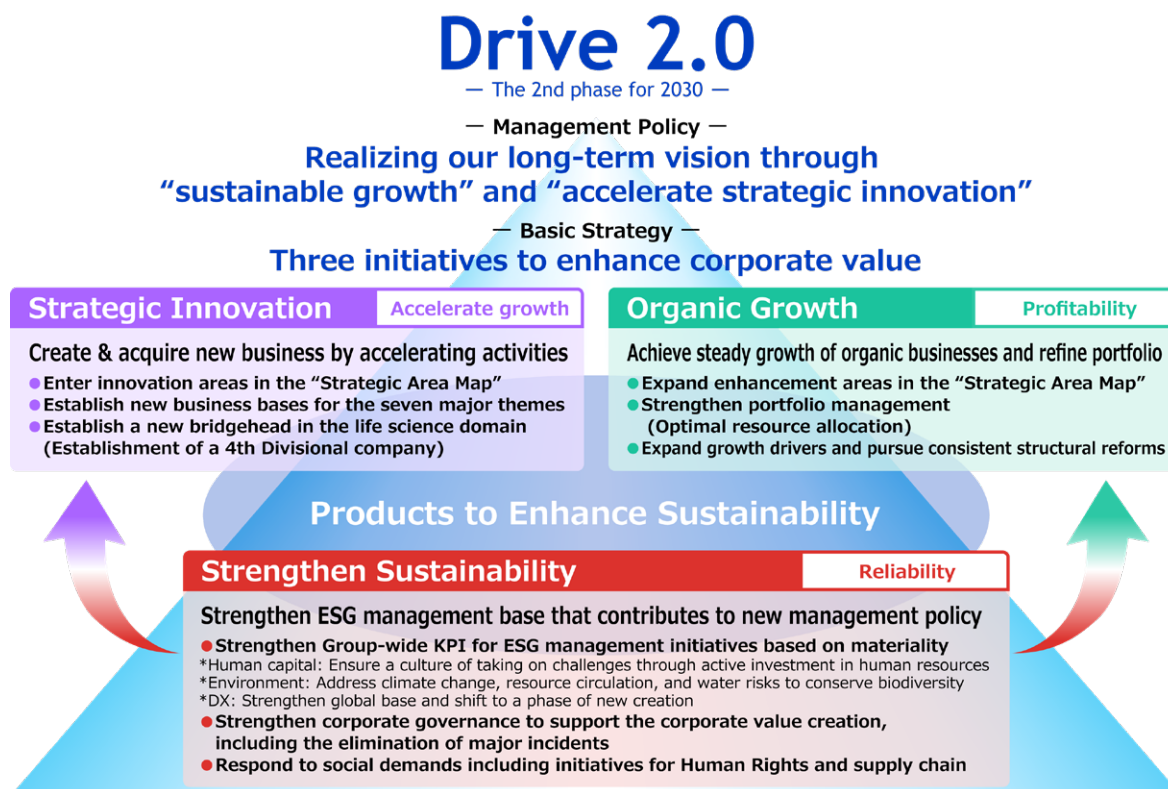 Drive 2.0
— The 2nd phase for 2030 —
— Management Policy —
Realizing our long-term vision through
“sustainable growth” and “accelerate strategic innovation”
— Basic Strategy —
Three initiatives to enhance corporate value
Strategic Innovation
Accelerate growth
Create & acquire new business by accelerating activities
●Enter innovation areas in the “Strategic Area Map”
●Establish new business bases for the seven major themes
●Establish a new bridgehead in the life science domain
(Establishment of a 4th Divisional company)
Organic Growth
Profitability
Achieve steady growth of organic businesses and refine portfolio
●Expand enhancement areas in the “Strategic Area Map”
●Strengthen portfolio management
(Optimal resource allocation)
●Expand growth drivers and pursue consistent structural reforms
Products to Enhance Sustainability
Strengthen Sustainability
Reliability
Strengthen ESG management base that contributes to new management policy
●Strengthen Group-wide KPI for ESG management initiatives based on materiality
*Human capital: Ensure a culture of taking on challenges through active investment in human resources
*Environment: Address climate change, resource circulation, and water risks to conserve biodiversity
*DX: Strengthen global base and shift to a phase of new creation
●Strengthen corporate governance to support the corporate value creation,
including the elimination of major incidents
●Respond to social demands including initiatives for Human Rights and supply chain